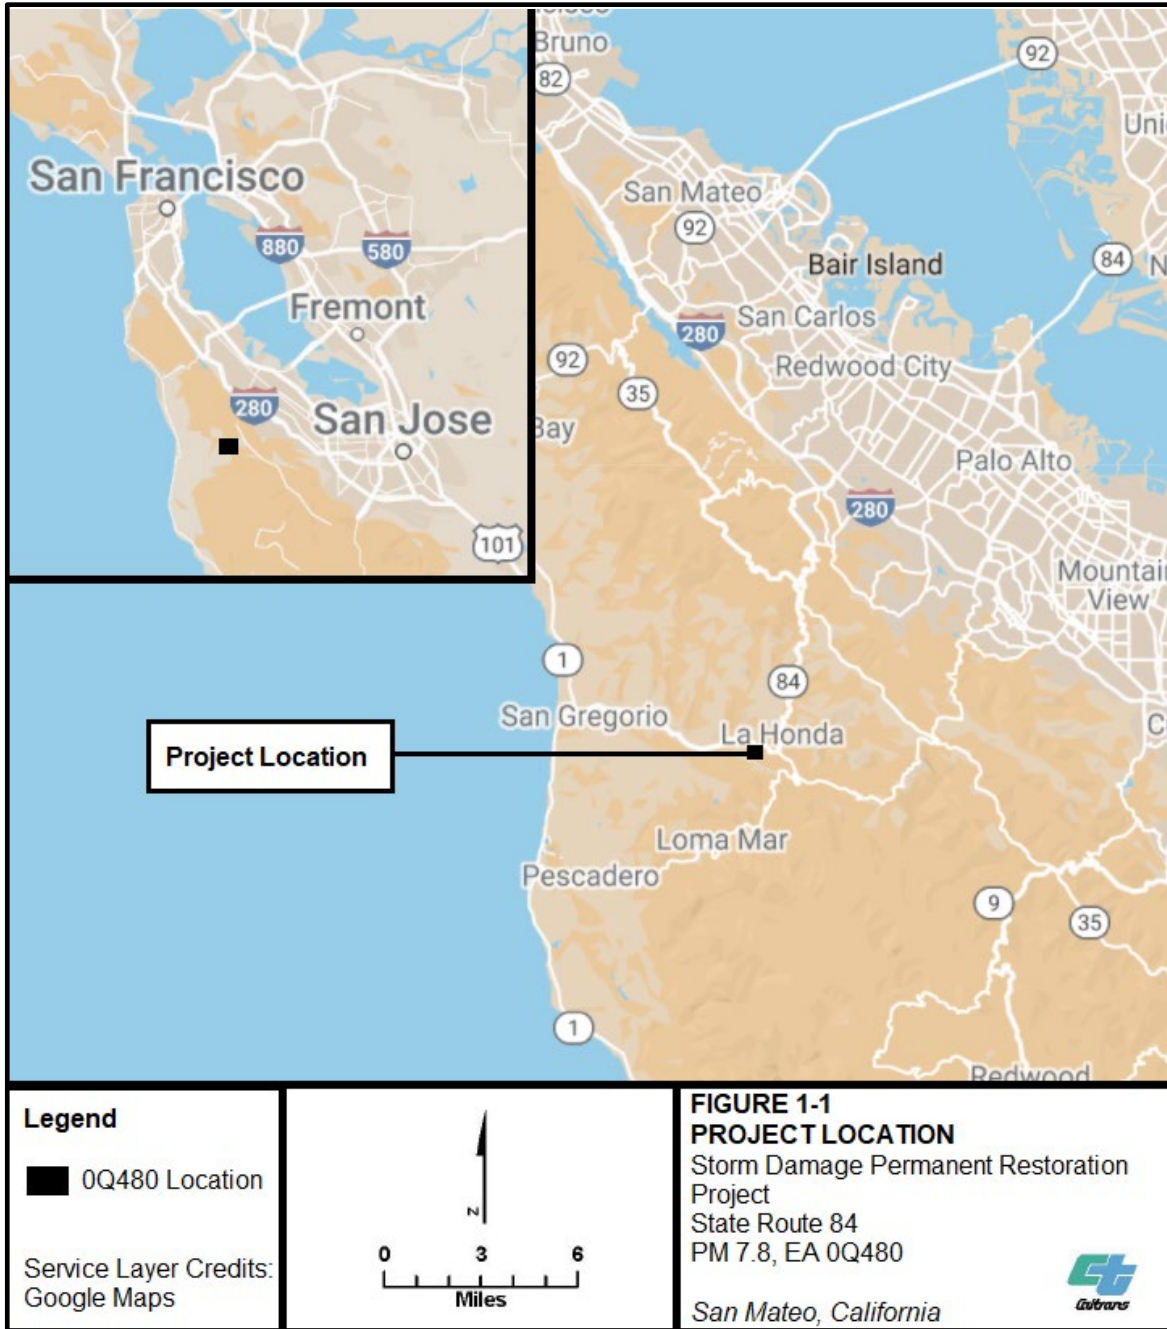 San Francisco
880
580
Fremont
280
San Jose
101
Bruno
82
92
San Mateo
92
Bair Island
84
San Carlos
280
92
Redwood City
35
Bay
Palo Alto
280
Mountain
View
1
84
San Gregorio
La Honda
Project Location
Loma Mar
Pescadero
9
35
1
Redwood
Legend
0Q480 Location
Service Layer Credits:
Google Maps
N
0 3 6
Miles
FIGURE 1-1
PROJECT LOCATION
Storm Damage Permanent Restoration
Project
State Route 84
PM 7.8, EA 0Q480
San Mateo, California
ct
Caltrans